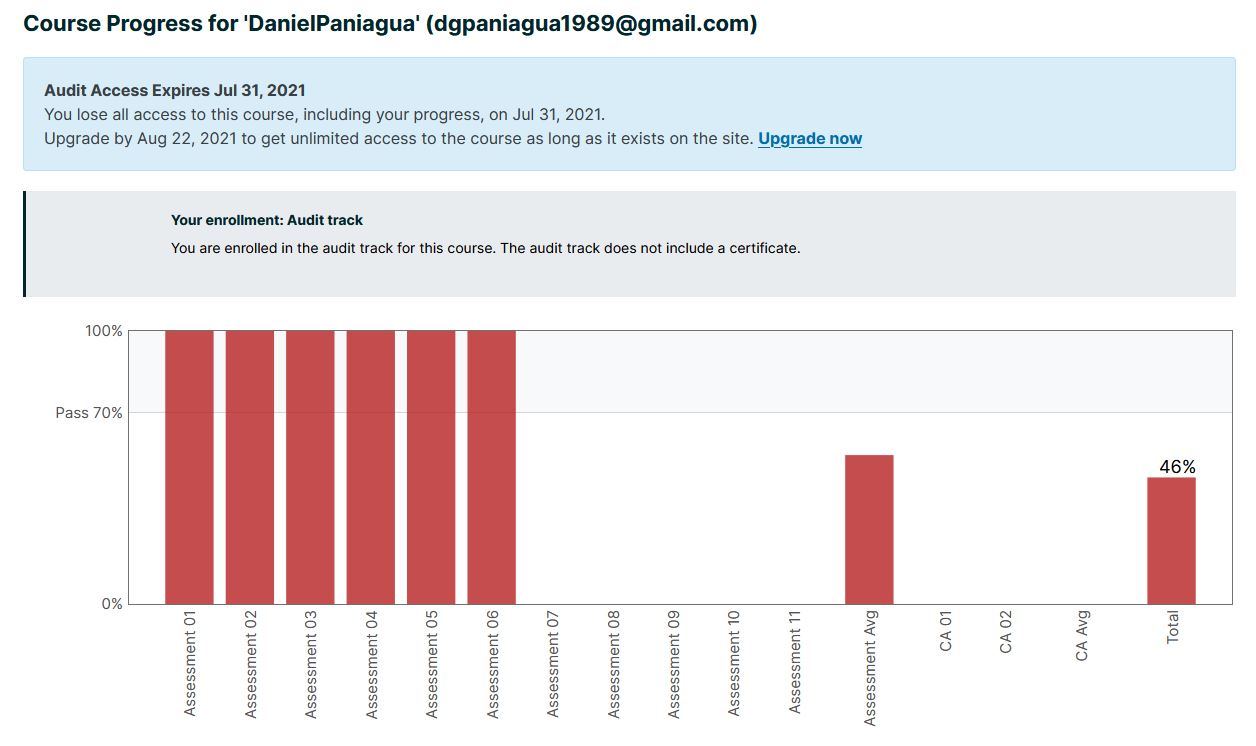 Course Progress for 'DanielPaniagua' (dgpaniagua1989@gmail.com)
Audit Access Expires Jul 31, 2021
You lose all access to this course, including your progress, on Jul 31, 2021.
Upgrade by Aug 22, 2021 to get unlimited access to the course as long as it exists on the site. Upgrade now
Your enrollment: Audit track
You are enrolled in the audit track for this course. The audit track does not include a certificate.
100%
Pass 70%
46%
0%
Assessment 01
Assessment 02
Assessment 03
Assessment 04
Assessment 05
Assessment 06
Assessment 07
Assessment 08
Assessment 09
Assessment 10
Assessment 11
Assessment Avg
CA 01
CA 02
CA Avg
Total